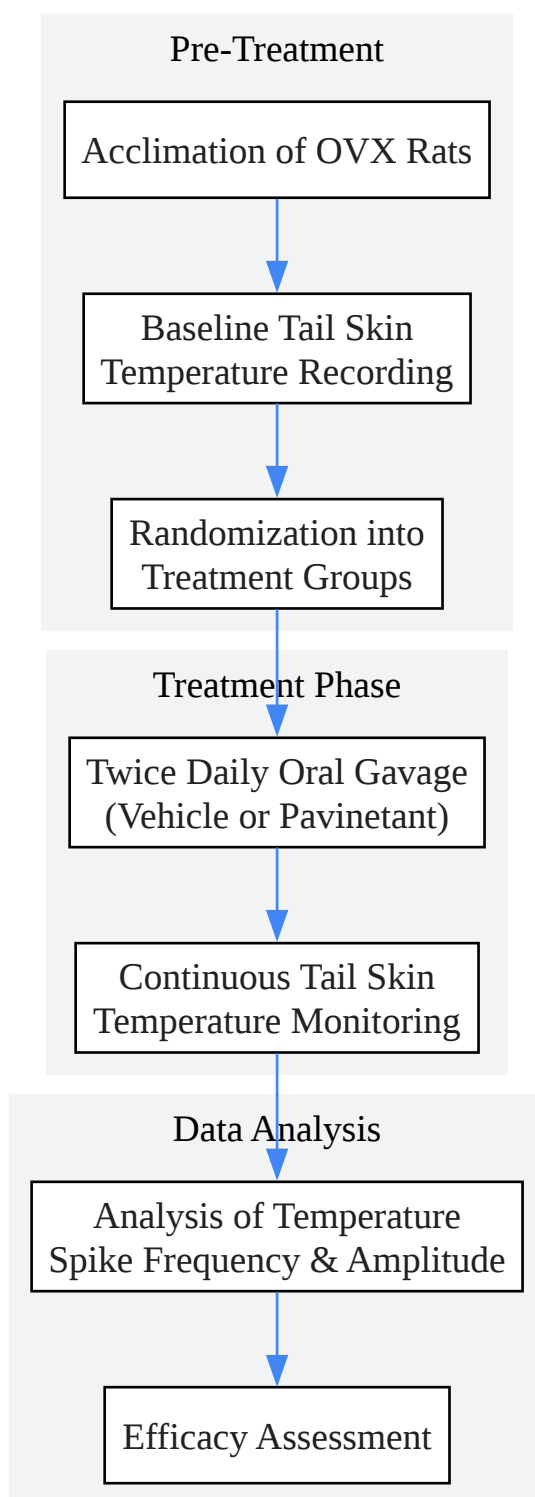 Pre-Treatment
Acclimation of OVX Rats
Baseline Tail Skin
Temperature Recording
Randomization into
Treatment Groups
Treatment Phase
Twice Daily Oral Gavage
(Vehicle or Pavinetant)
Continuous Tail Skin
Temperature Monitoring
Data Analysis
Analysis of Temperature
Spike Frequency & Amplitude
Efficacy Assessment